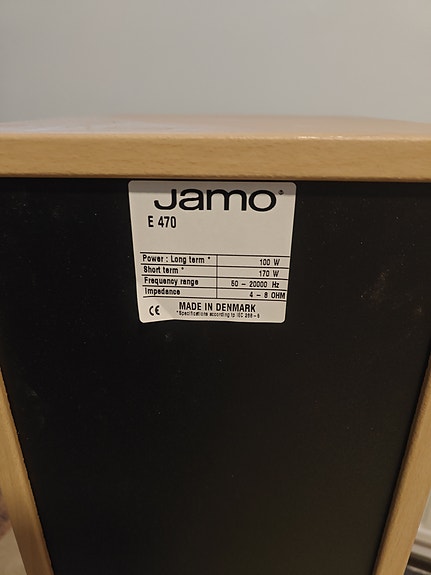 Jamo®
E 470
Power : Long term * 100 W
Short term * 170 W
Frequency range 50 - 20000 Hz
Impedance 4 - 8 OHM
MADE IN DENMARK
CE *Specifications according to IEC 268-5